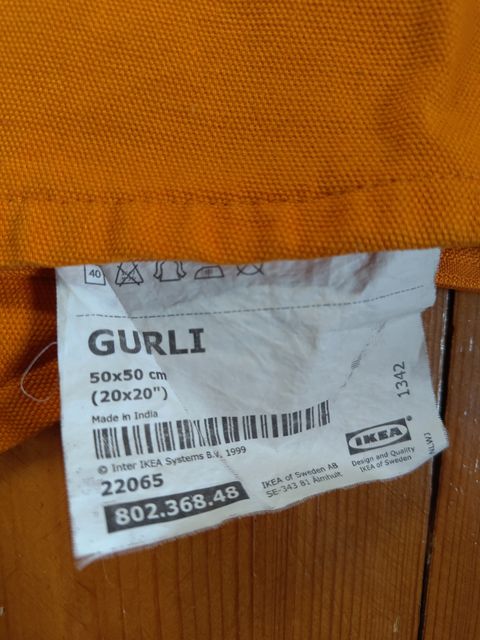 40
GURLI
50x50 cm
(20x20")
Made in India
© Inter IKEA Systems B.V. 1999
22065
802.368.48
IKEA of Sweden AB
SE-343 81 Älmhult
IKEA®
Design and Quality
IKEA of Sweden
1342
NLWJ